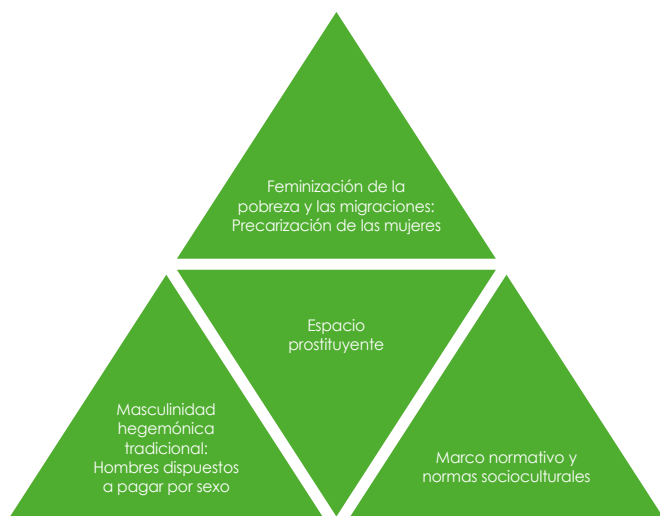 Feminización de la
pobreza y las migraciones:
Precarización de las mujeres
Espacio
prostituyente
Masculinidad
hegemónica
tradicional:
Hombres dispuestos
a pagar por sexo
Marco normativo y
normas socioculturales